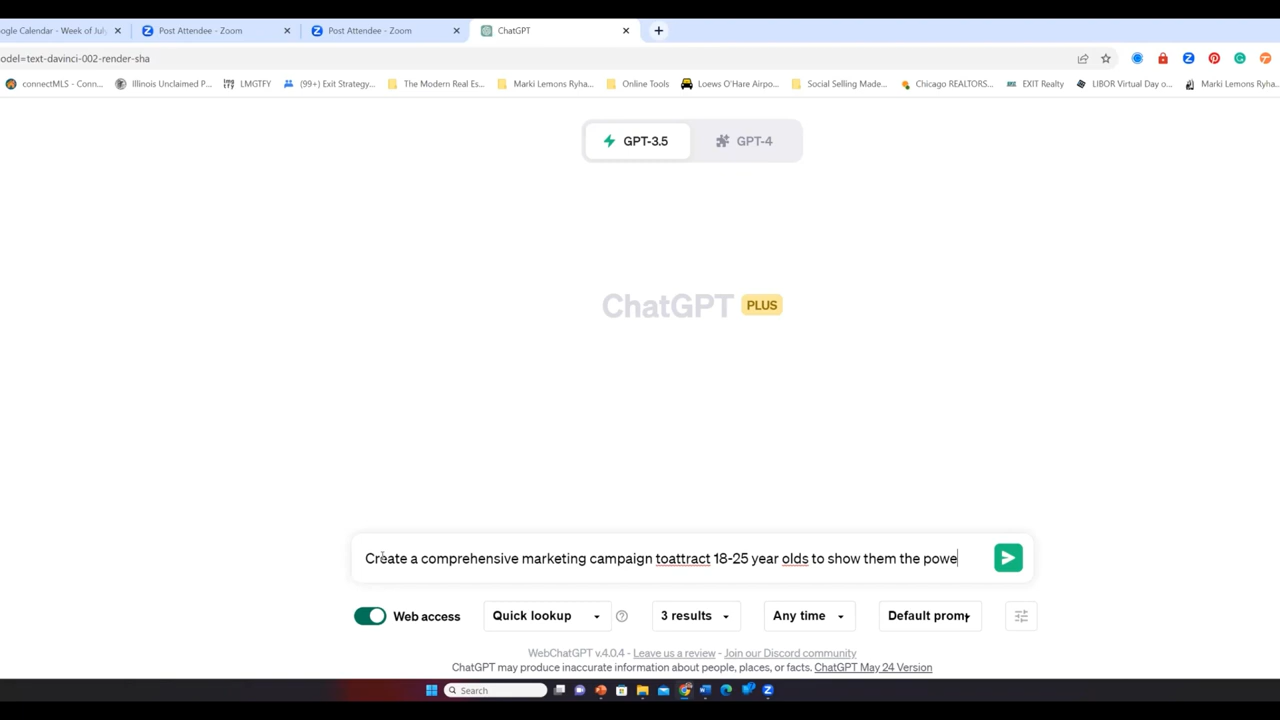 ogle Calendar - Week of July
Post Attendee - Zoom
Post Attendee - Zoom
ChatGPT
odel=text-davinci-002-render-sha
connectMLS - Conn...
Illinois Unclaimed P...
LMGTFY
(99+) Exit Strategy...
The Modern Real Es...
Marki Lemons Ryha...
Online Tools
Loews O'Hare Airpo...
Social Selling Made...
Chicago REALTORS...
EXIT Realty
LIBOR Virtual Day o...
Marki Lemons Ryha...
GPT-3.5
GPT-4
ChatGPT PLUS
Create a comprehensive marketing campaign toattract 18-25 year olds to show them the powe
Web access
Quick lookup
3 results
Any time
Default promp
WebChatGPT v.4.0.4 - Leave us a review - Join our Discord community
ChatGPT may produce inaccurate information about people, places, or facts. ChatGPT May 24 Version
Search